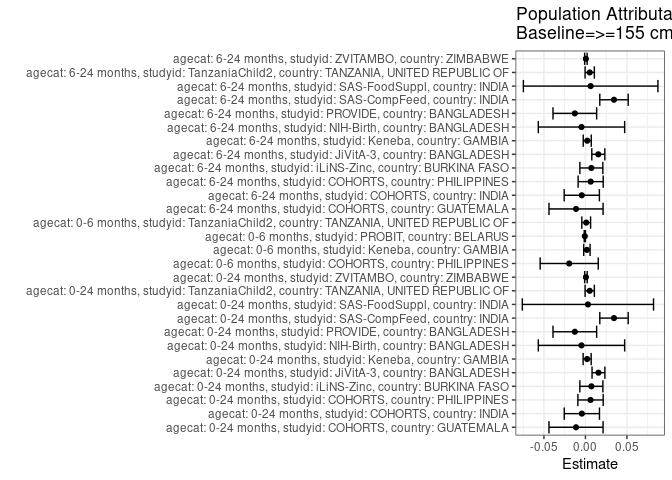 Population Attributa
Baseline=>=155 cm
agecat: 6-24 months, studyid: ZVITAMBO, country: ZIMBABWE
agecat: 6-24 months, studyid: TanzaniaChild2, country: TANZANIA, UNITED REPUBLIC OF
agecat: 6-24 months, studyid: SAS-FoodSuppl, country: INDIA
agecat: 6-24 months, studyid: SAS-CompFeed, country: INDIA
agecat: 6-24 months, studyid: PROVIDE, country: BANGLADESH
agecat: 6-24 months, studyid: NIH-Birth, country: BANGLADESH
agecat: 6-24 months, studyid: Keneba, country: GAMBIA
agecat: 6-24 months, studyid: JiVitA-3, country: BANGLADESH
agecat: 6-24 months, studyid: iLiNS-Zinc, country: BURKINA FASO
agecat: 6-24 months, studyid: COHORTS, country: PHILIPPINES
agecat: 6-24 months, studyid: COHORTS, country: INDIA
agecat: 6-24 months, studyid: COHORTS, country: GUATEMALA
agecat: 0-6 months, studyid: TanzaniaChild2, country: TANZANIA, UNITED REPUBLIC OF
agecat: 0-6 months, studyid: PROBIT, country: BELARUS
agecat: 0-6 months, studyid: Keneba, country: GAMBIA
agecat: 0-6 months, studyid: COHORTS, country: PHILIPPINES
agecat: 0-24 months, studyid: ZVITAMBO, country: ZIMBABWE
agecat: 0-24 months, studyid: TanzaniaChild2, country: TANZANIA, UNITED REPUBLIC OF
agecat: 0-24 months, studyid: SAS-FoodSuppl, country: INDIA
agecat: 0-24 months, studyid: SAS-CompFeed, country: INDIA
agecat: 0-24 months, studyid: PROVIDE, country: BANGLADESH
agecat: 0-24 months, studyid: NIH-Birth, country: BANGLADESH
agecat: 0-24 months, studyid: Keneba, country: GAMBIA
agecat: 0-24 months, studyid: JiVitA-3, country: BANGLADESH
agecat: 0-24 months, studyid: iLiNS-Zinc, country: BURKINA FASO
agecat: 0-24 months, studyid: COHORTS, country: PHILIPPINES
agecat: 0-24 months, studyid: COHORTS, country: INDIA
agecat: 0-24 months, studyid: COHORTS, country: GUATEMALA
-0.05 0.00 0.05
Estimate